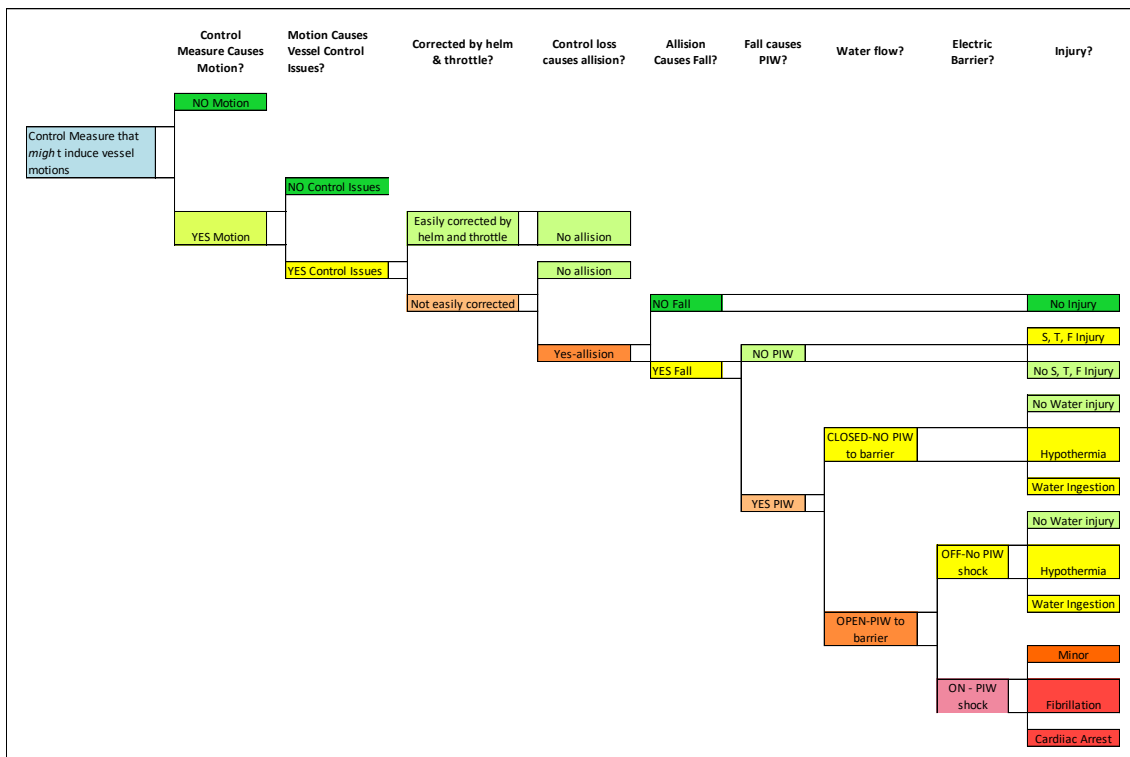 Control
Measure Causes
Motion?
Motion Causes
Vessel Control
Issues?
Corrected by helm
& throttle?
Control loss
causes allision?
Allision
Causes Fall?
Fall causes
PIW?
Water flow?
Electric
Barrier?
Injury?
NO Motion
Control Measure that
migh t induce vessel
motions
NO Control Issues
YES Motion
Easily corrected by
helm and throttle
No allision
YES Control Issues
No allision
Not easily corrected
NO Fall
No Injury
S, T, F Injury
Yes-allision
NO PIW
YES Fall
No S, T, F Injury
No Water injury
CLOSED-NO PIW
to barrier
Hypothermia
Water Ingestion
YES PIW
No Water injury
OFF-No PIW
shock
Hypothermia
Water Ingestion
OPEN-PIW to
barrier
Minor
ON - PIW
shock
Fibrillation
Cardiiac Arrest